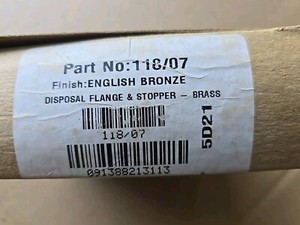 Part No:118/07
Finish:ENGLISH BRONZE
DISPOSAL FLANGE & STOPPER - BRASS
118/07
091388213113
5D21